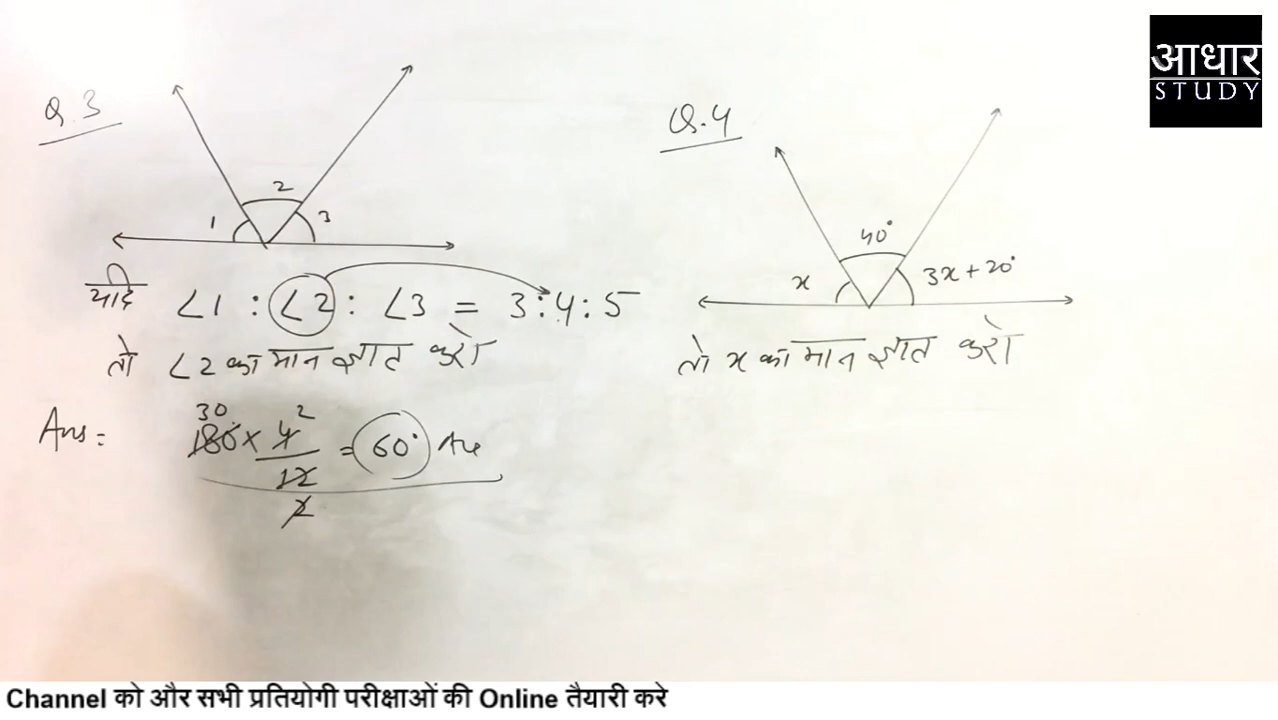 आधार
STUDY
Q.3
2
1
3
यदि ∠1 : ∠2 : ∠3 = 3:4:5
तो ∠2 का मान ज्ञात करो
Ans =
30
180 × 4 2
12
2
= 60° Ans
Q.4
40°
x
3x + 20°
तो x का मान ज्ञात करो
Channel को और सभी प्रतियोगी परीक्षाओं की Online तैयारी करे